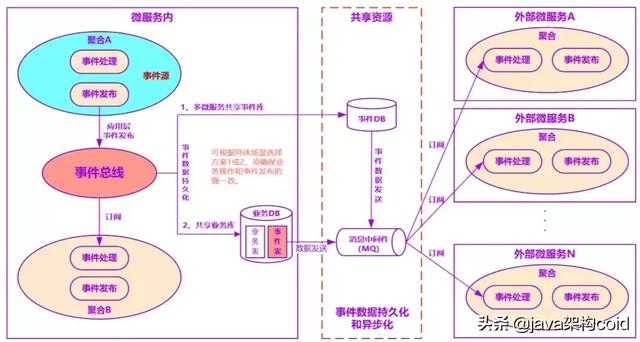 微服务内
聚合A
事件处理
事件源
事件发布
应用层
事件发布
事件总线
订阅
事件处理
事件发布
聚合B
事件数据持久化
1、多微服务共享事件库
可根据具体场景选择
方案1或2，须确保业
务操作和事件发布的
强一致。
2、共享业务库
业务DB
业务表
事件表
数据发送
共享资源
事件DB
事件数据发送
消息中间件
(MQ)
事件数据持久化
和异步化
订阅
订阅
订阅
外部微服务A
聚合
事件处理
事件发布
外部微服务B
聚合
事件处理
事件发布
外部微服务N
聚合
事件处理
事件发布
头条 @java架构coid